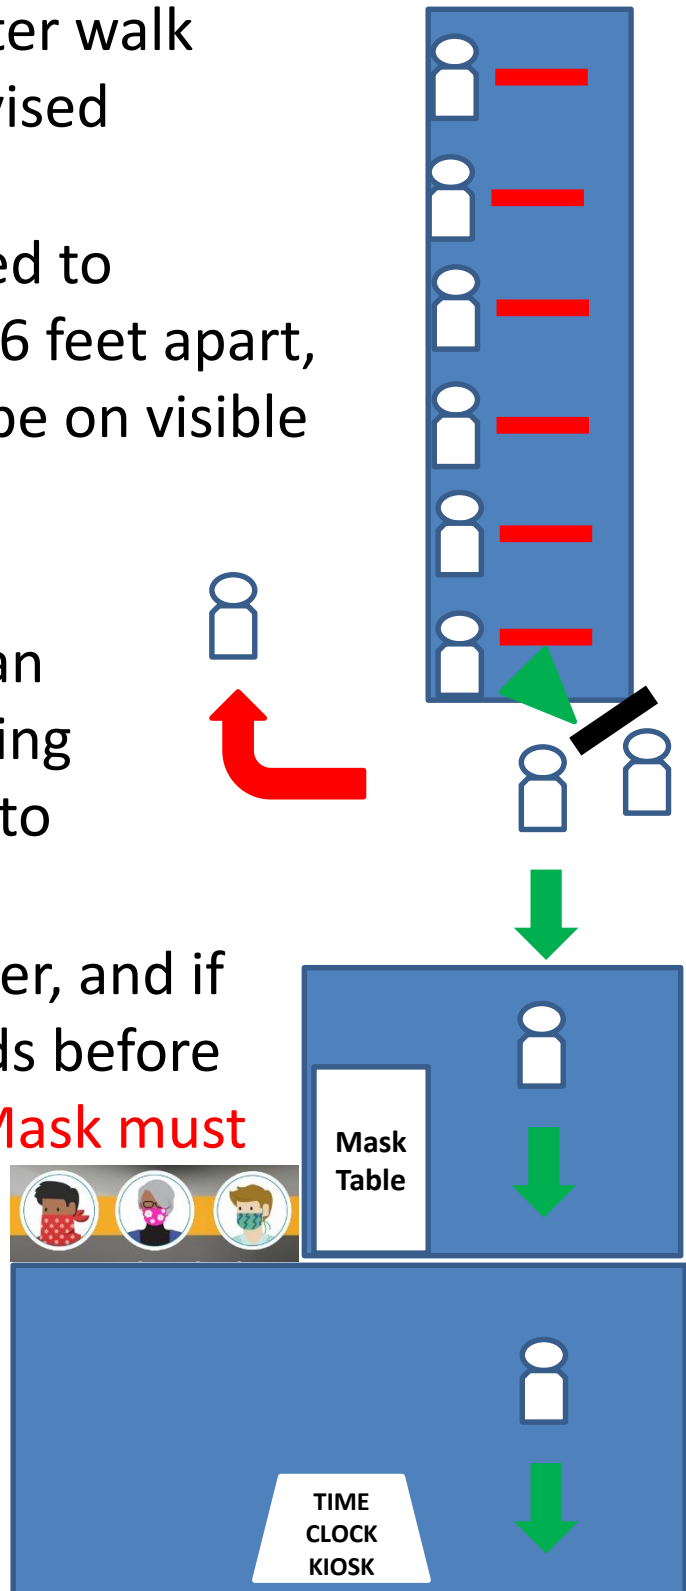 ter walk
vised
ed to
6 feet apart,
pe on visible
an
ing
to
er, and if
ds before
Mask must
Mask
Table
TIME
CLOCK
KIOSK